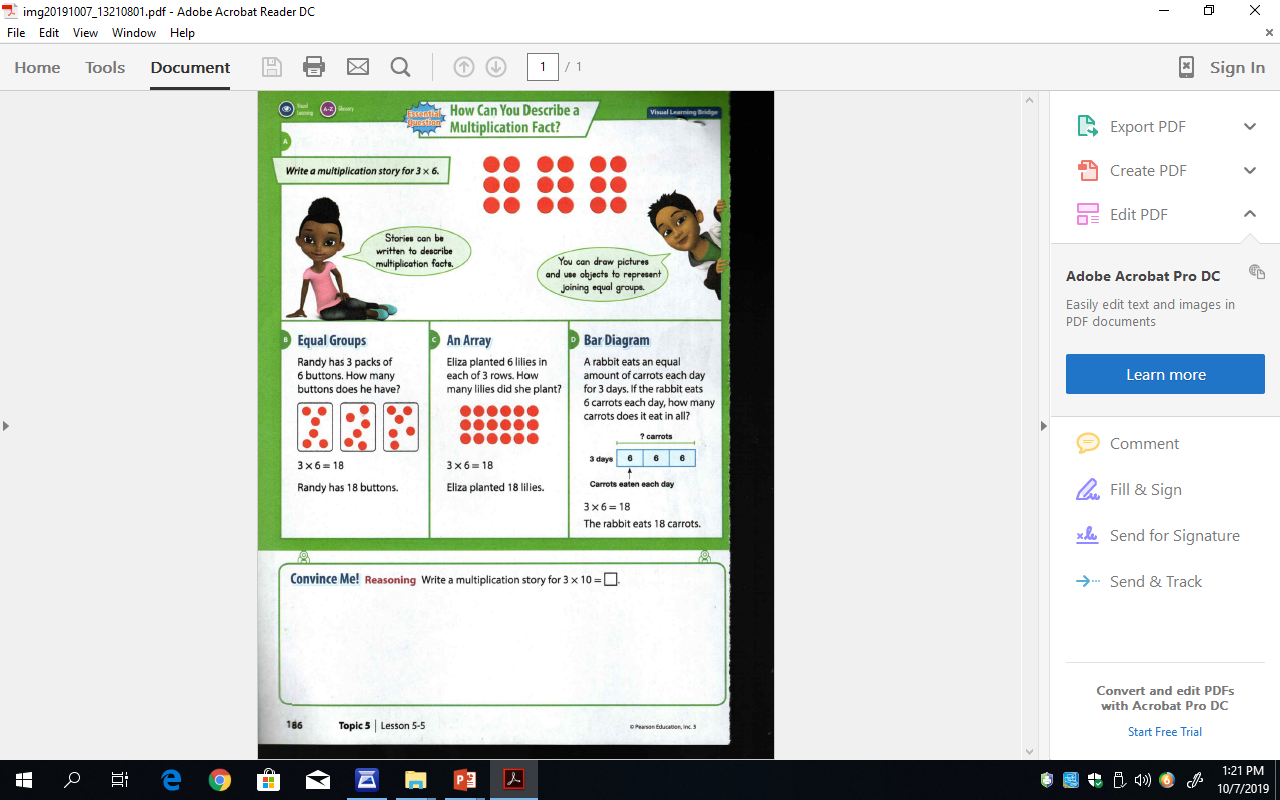 img20191007_13210801.pdf - Adobe Acrobat Reader DC
File Edit View Window Help
Home Tools Document 1 / 1 Sign In
Visual Learning A-Z Glossary
Essential Question How Can You Describe a
Multiplication Fact?
Visual Learning Bridge
A
Write a multiplication story for 3 × 6.
Stories can be
written to describe
multiplication facts.
You can draw pictures
and use objects to represent
joining equal groups.
B Equal Groups
Randy has 3 packs of
6 buttons. How many
buttons does he have?
3 × 6 = 18
Randy has 18 buttons.
C An Array
Eliza planted 6 lilies in
each of 3 rows. How
many lilies did she plant?
3 × 6 = 18
Eliza planted 18 lilies.
D Bar Diagram
A rabbit eats an equal
amount of carrots each day
for 3 days. If the rabbit eats
6 carrots each day, how many
carrots does it eat in all?
? carrots
3 days 6 6 6
Carrots eaten each day
3 × 6 = 18
The rabbit eats 18 carrots.
Convince Me! Reasoning Write a multiplication story for 3 × 10 = □.
186 Topic 5 | Lesson 5-5
© Pearson Education, Inc. 3
Export PDF
Create PDF
Edit PDF
Adobe Acrobat Pro DC
Easily edit text and images in
PDF documents
Learn more
Comment
Fill & Sign
Send for Signature
Send & Track
Convert and edit PDFs
with Acrobat Pro DC
Start Free Trial
1:21 PM
10/7/2019